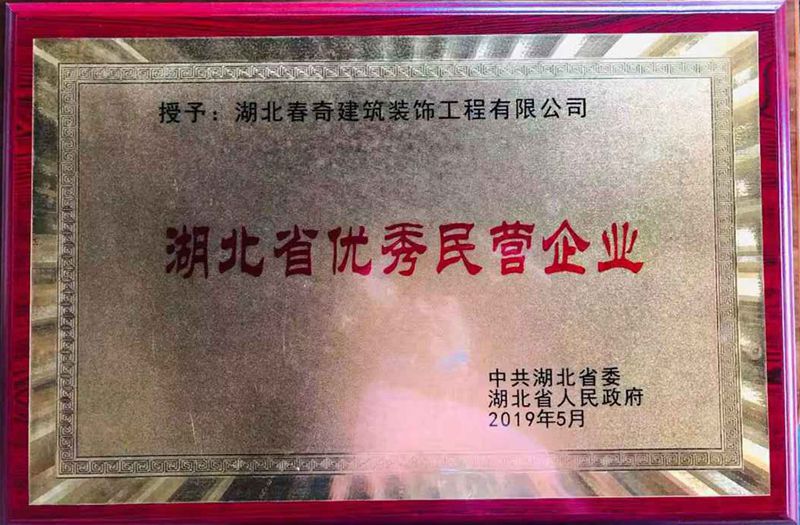 授予：湖北春奇建筑装饰工程有限公司
湖北省优秀民营企业
中共湖北省委
湖北省人民政府
2019年5月